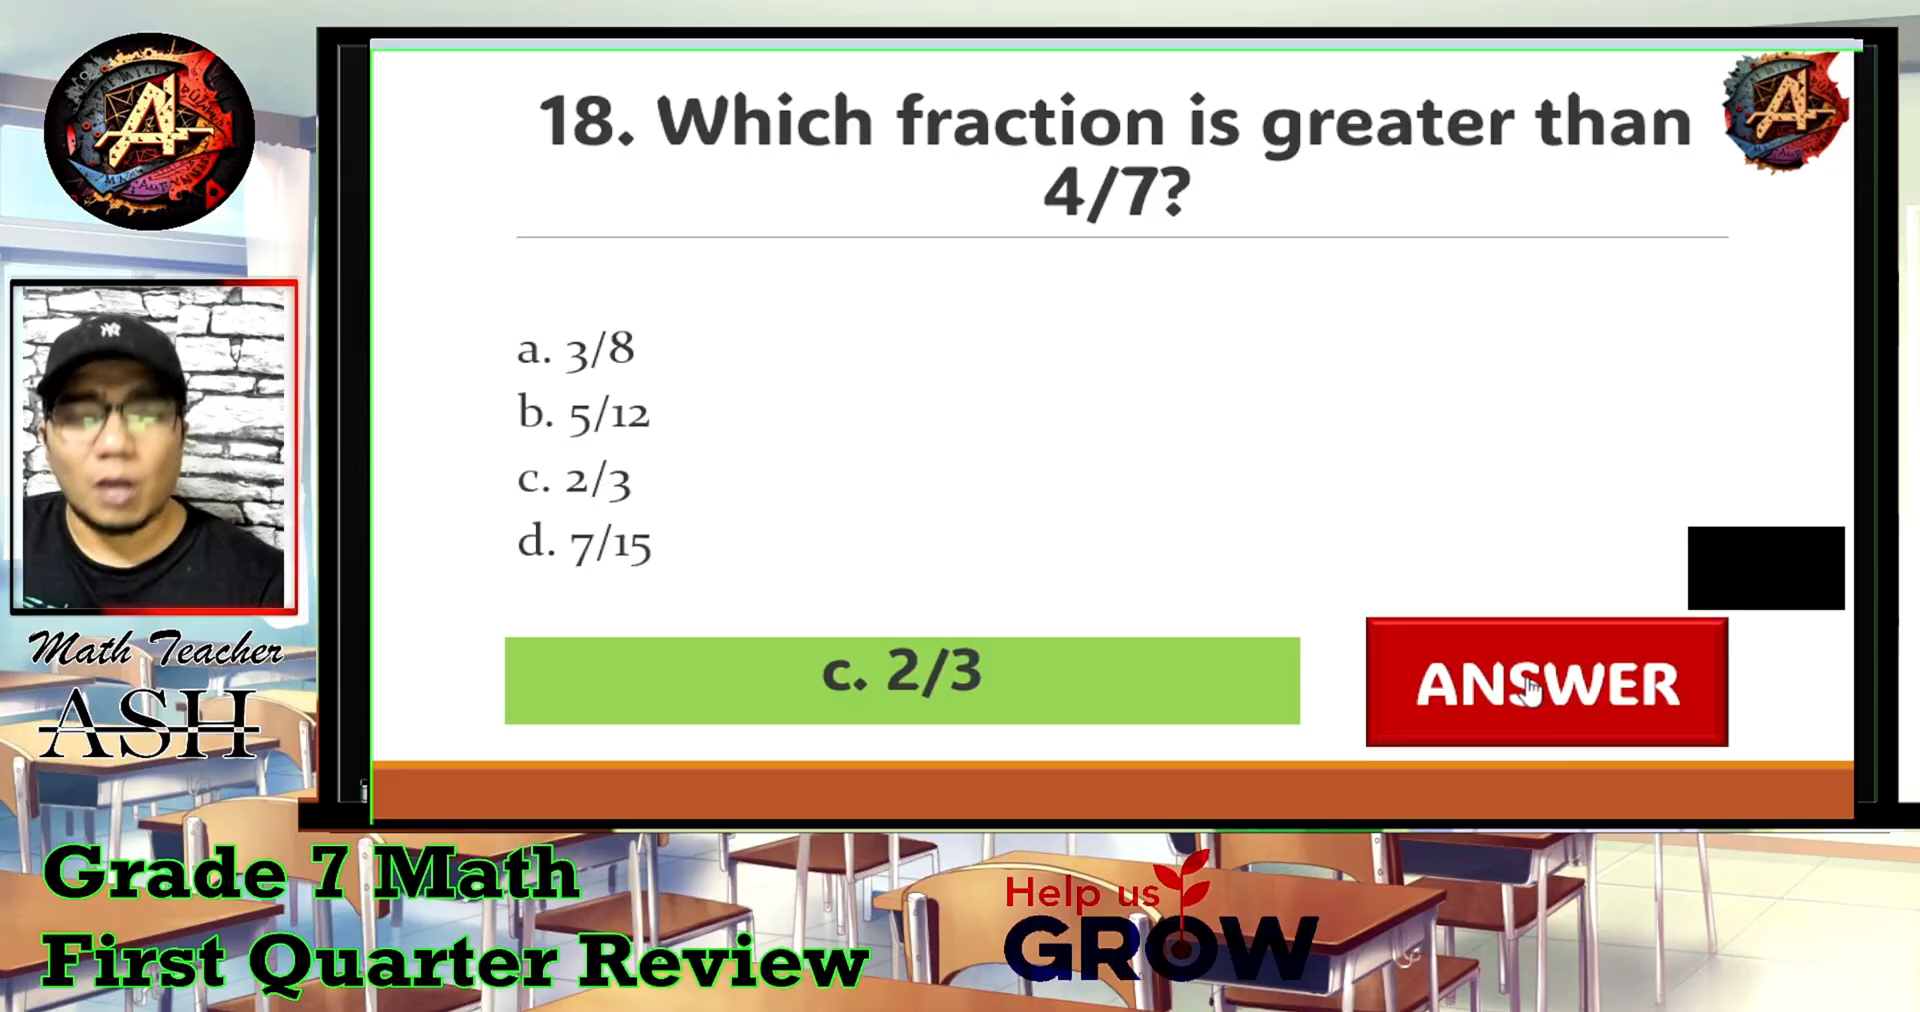 18. Which fraction is greater than
4/7?
a. 3/8
b. 5/12
c. 2/3
d. 7/15
c. 2/3
ANSWER
Math Teacher
ASH
Grade 7 Math
First Quarter Review
Help us
GROW